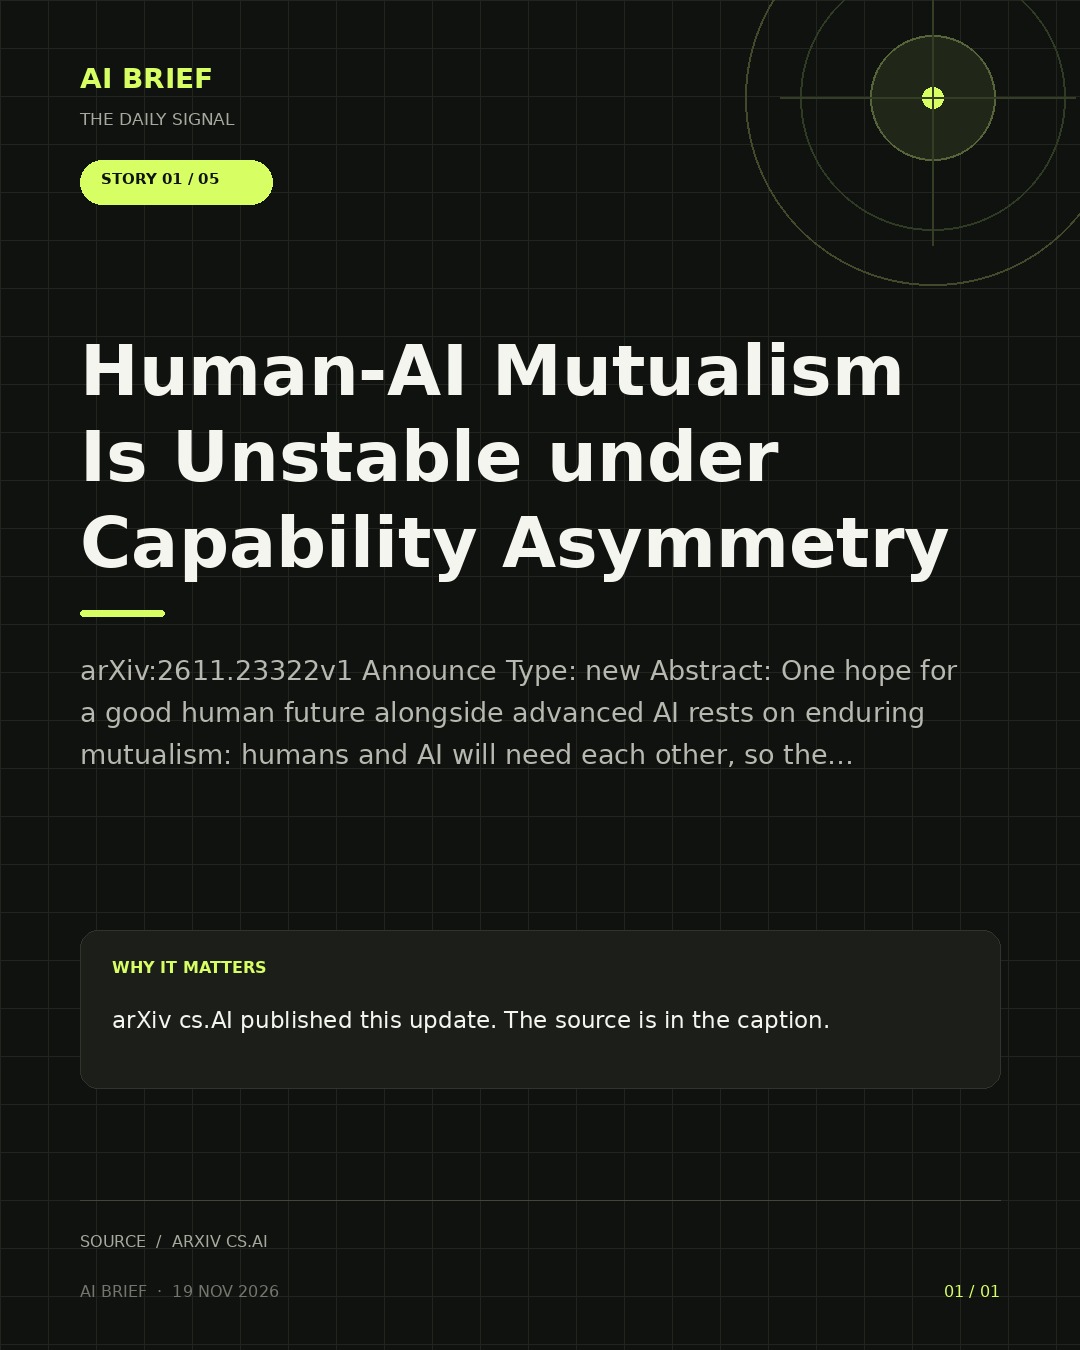 AI BRIEF
THE DAILY SIGNAL
STORY 01 / 05
Human-AI Mutualism
Is Unstable under
Capability Asymmetry
arXiv:2611.23322v1 Announce Type: new Abstract: One hope for
a good human future alongside advanced AI rests on enduring
mutualism: humans and AI will need each other, so the...
WHY IT MATTERS
arXiv cs.AI published this update. The source is in the caption.
SOURCE / ARXIV CS.AI
AI BRIEF · 19 NOV 2026
01 / 01